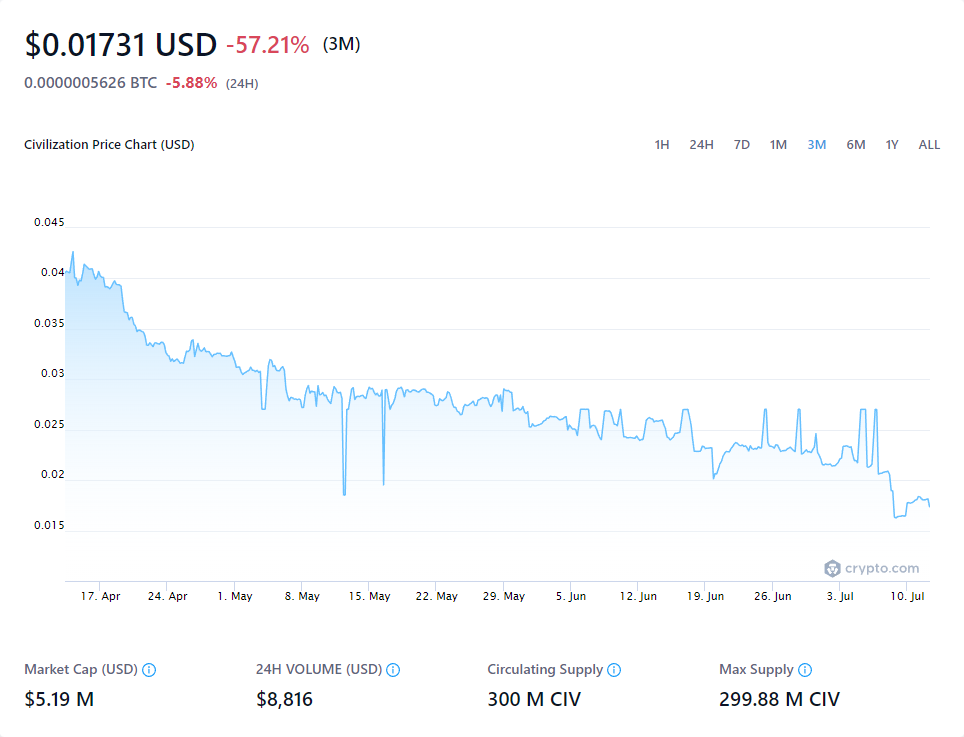 $0.01731 USD -57.21% (3M)
0.0000005626 BTC -5.88% (24H)
Civilization Price Chart (USD) 1H 24H 7D 1M 3M 6M 1Y ALL
0.045
0.04
0.035
0.03
0.025
0.02
0.015
crypto.com
17. Apr 24. Apr 1. May 8. May 15. May 22. May 29. May 5. Jun 12. Jun 19. Jun 26. Jun 3. Jul 10. Jul
Market Cap (USD) 24H VOLUME (USD) Circulating Supply Max Supply
$5.19 M $8,816 300 M CIV 299.88 M CIV